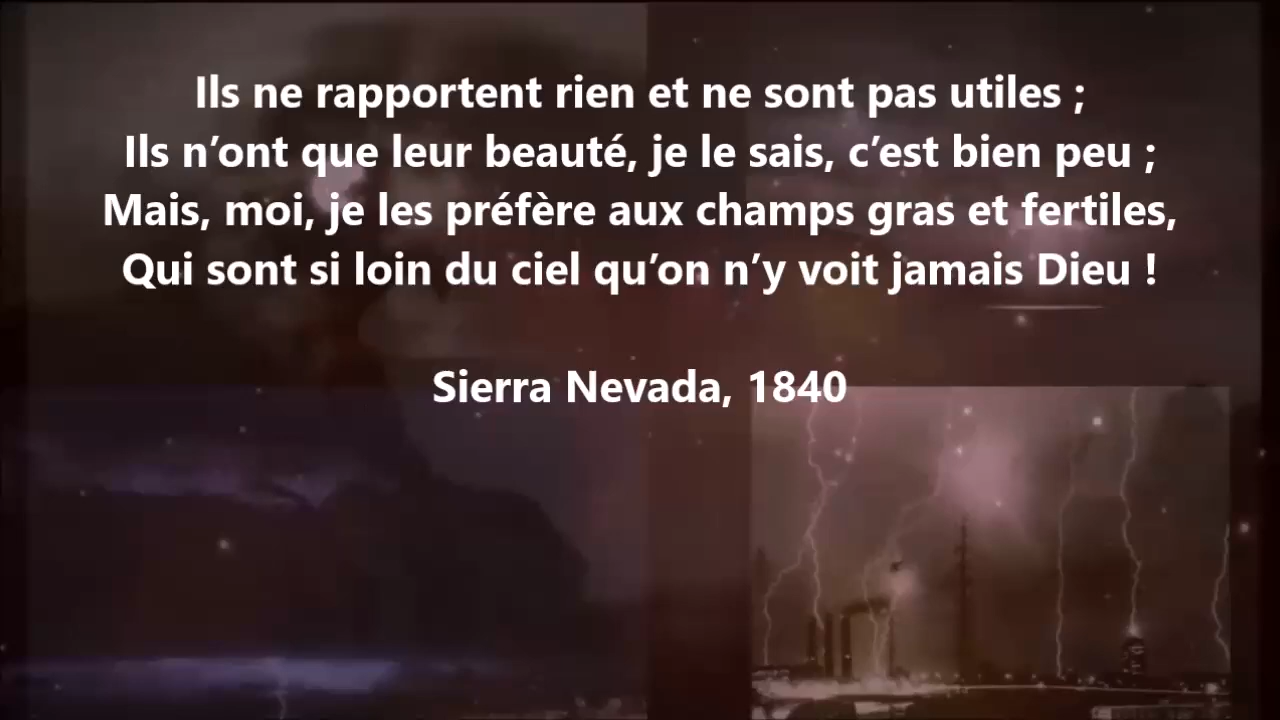 Ils ne rapportent rien et ne sont pas utiles ;
Ils n’ont que leur beauté, je le sais, c’est bien peu ;
Mais, moi, je les préfère aux champs gras et fertiles,
Qui sont si loin du ciel qu’on n’y voit jamais Dieu !
Sierra Nevada, 1840